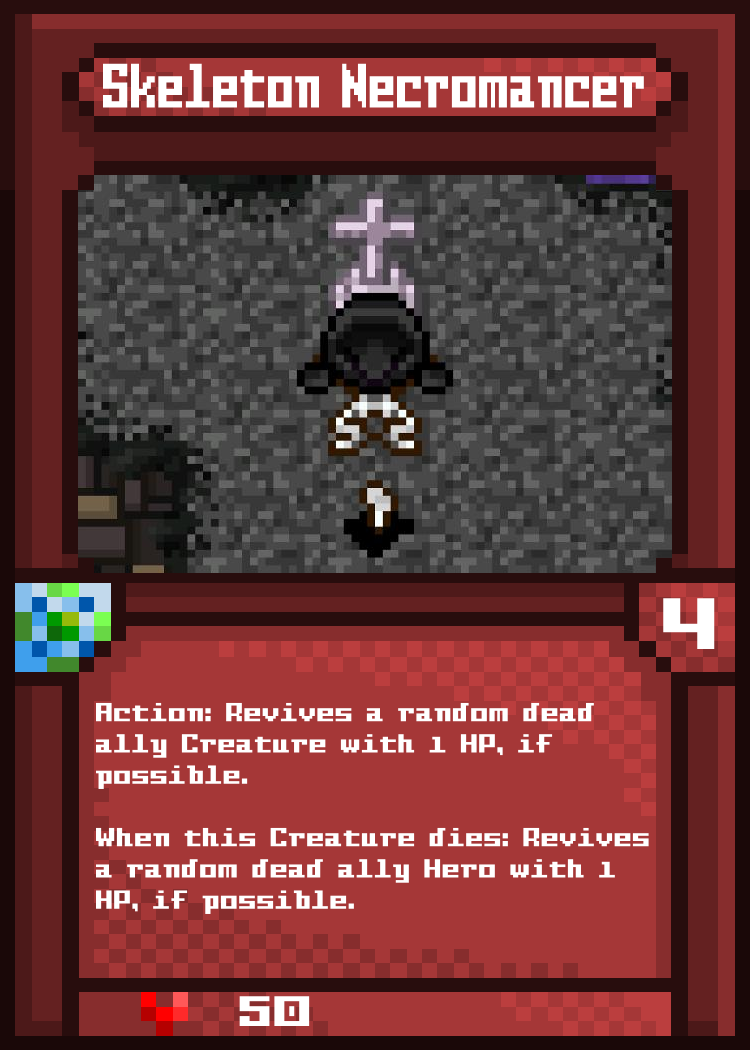 Skeleton Necromancer
4
Action: Revives a random dead
ally Creature with 1 HP, if
possible.
When this Creature dies: Revives
a random dead ally Hero with 1
HP, if possible.
50